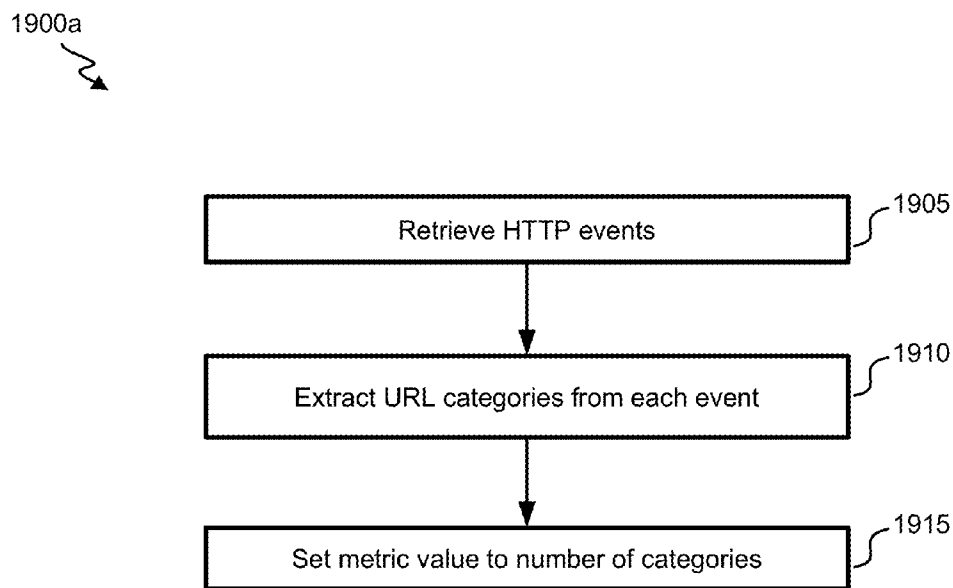 1900a
1905
Retrieve HTTP events
1910
Extract URL categories from each event
1915
Set metric value to number of categories